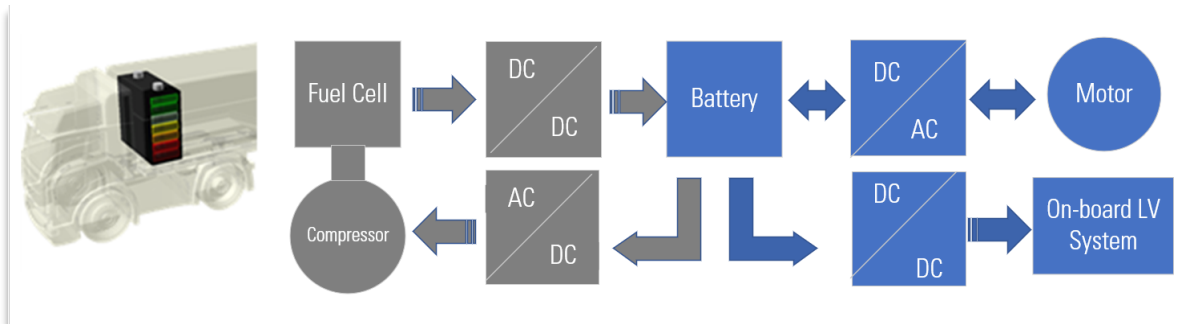 Fuel Cell
DC
DC
Battery
DC
AC
Motor
Compressor
AC
DC
DC
DC
On-board LV
System